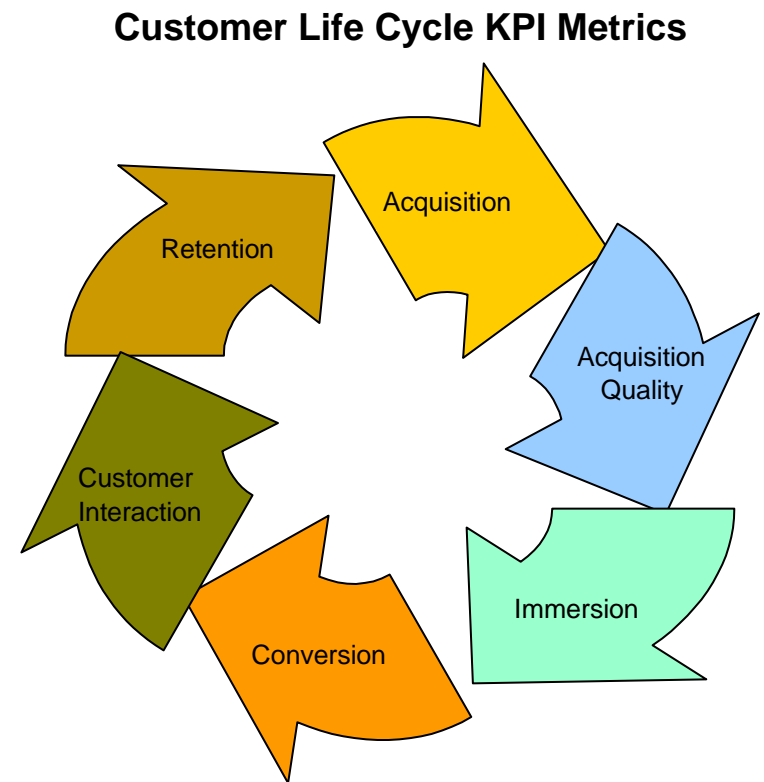 Customer Life Cycle KPI Metrics
Acquisition
Acquisition
Quality
Immersion
Conversion
Customer
Interaction
Retention